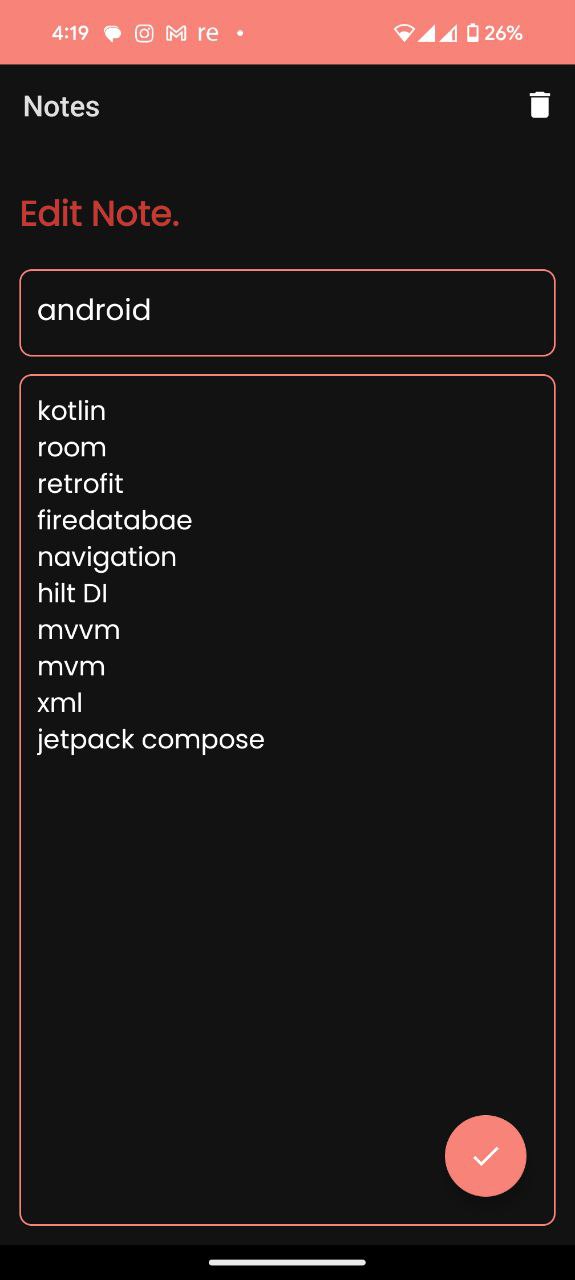 4:19 re 26%
Notes
Edit Note.
android
kotlin
room
retrofit
firedatabae
navigation
hilt DI
mvvm
mvm
xml
jetpack compose